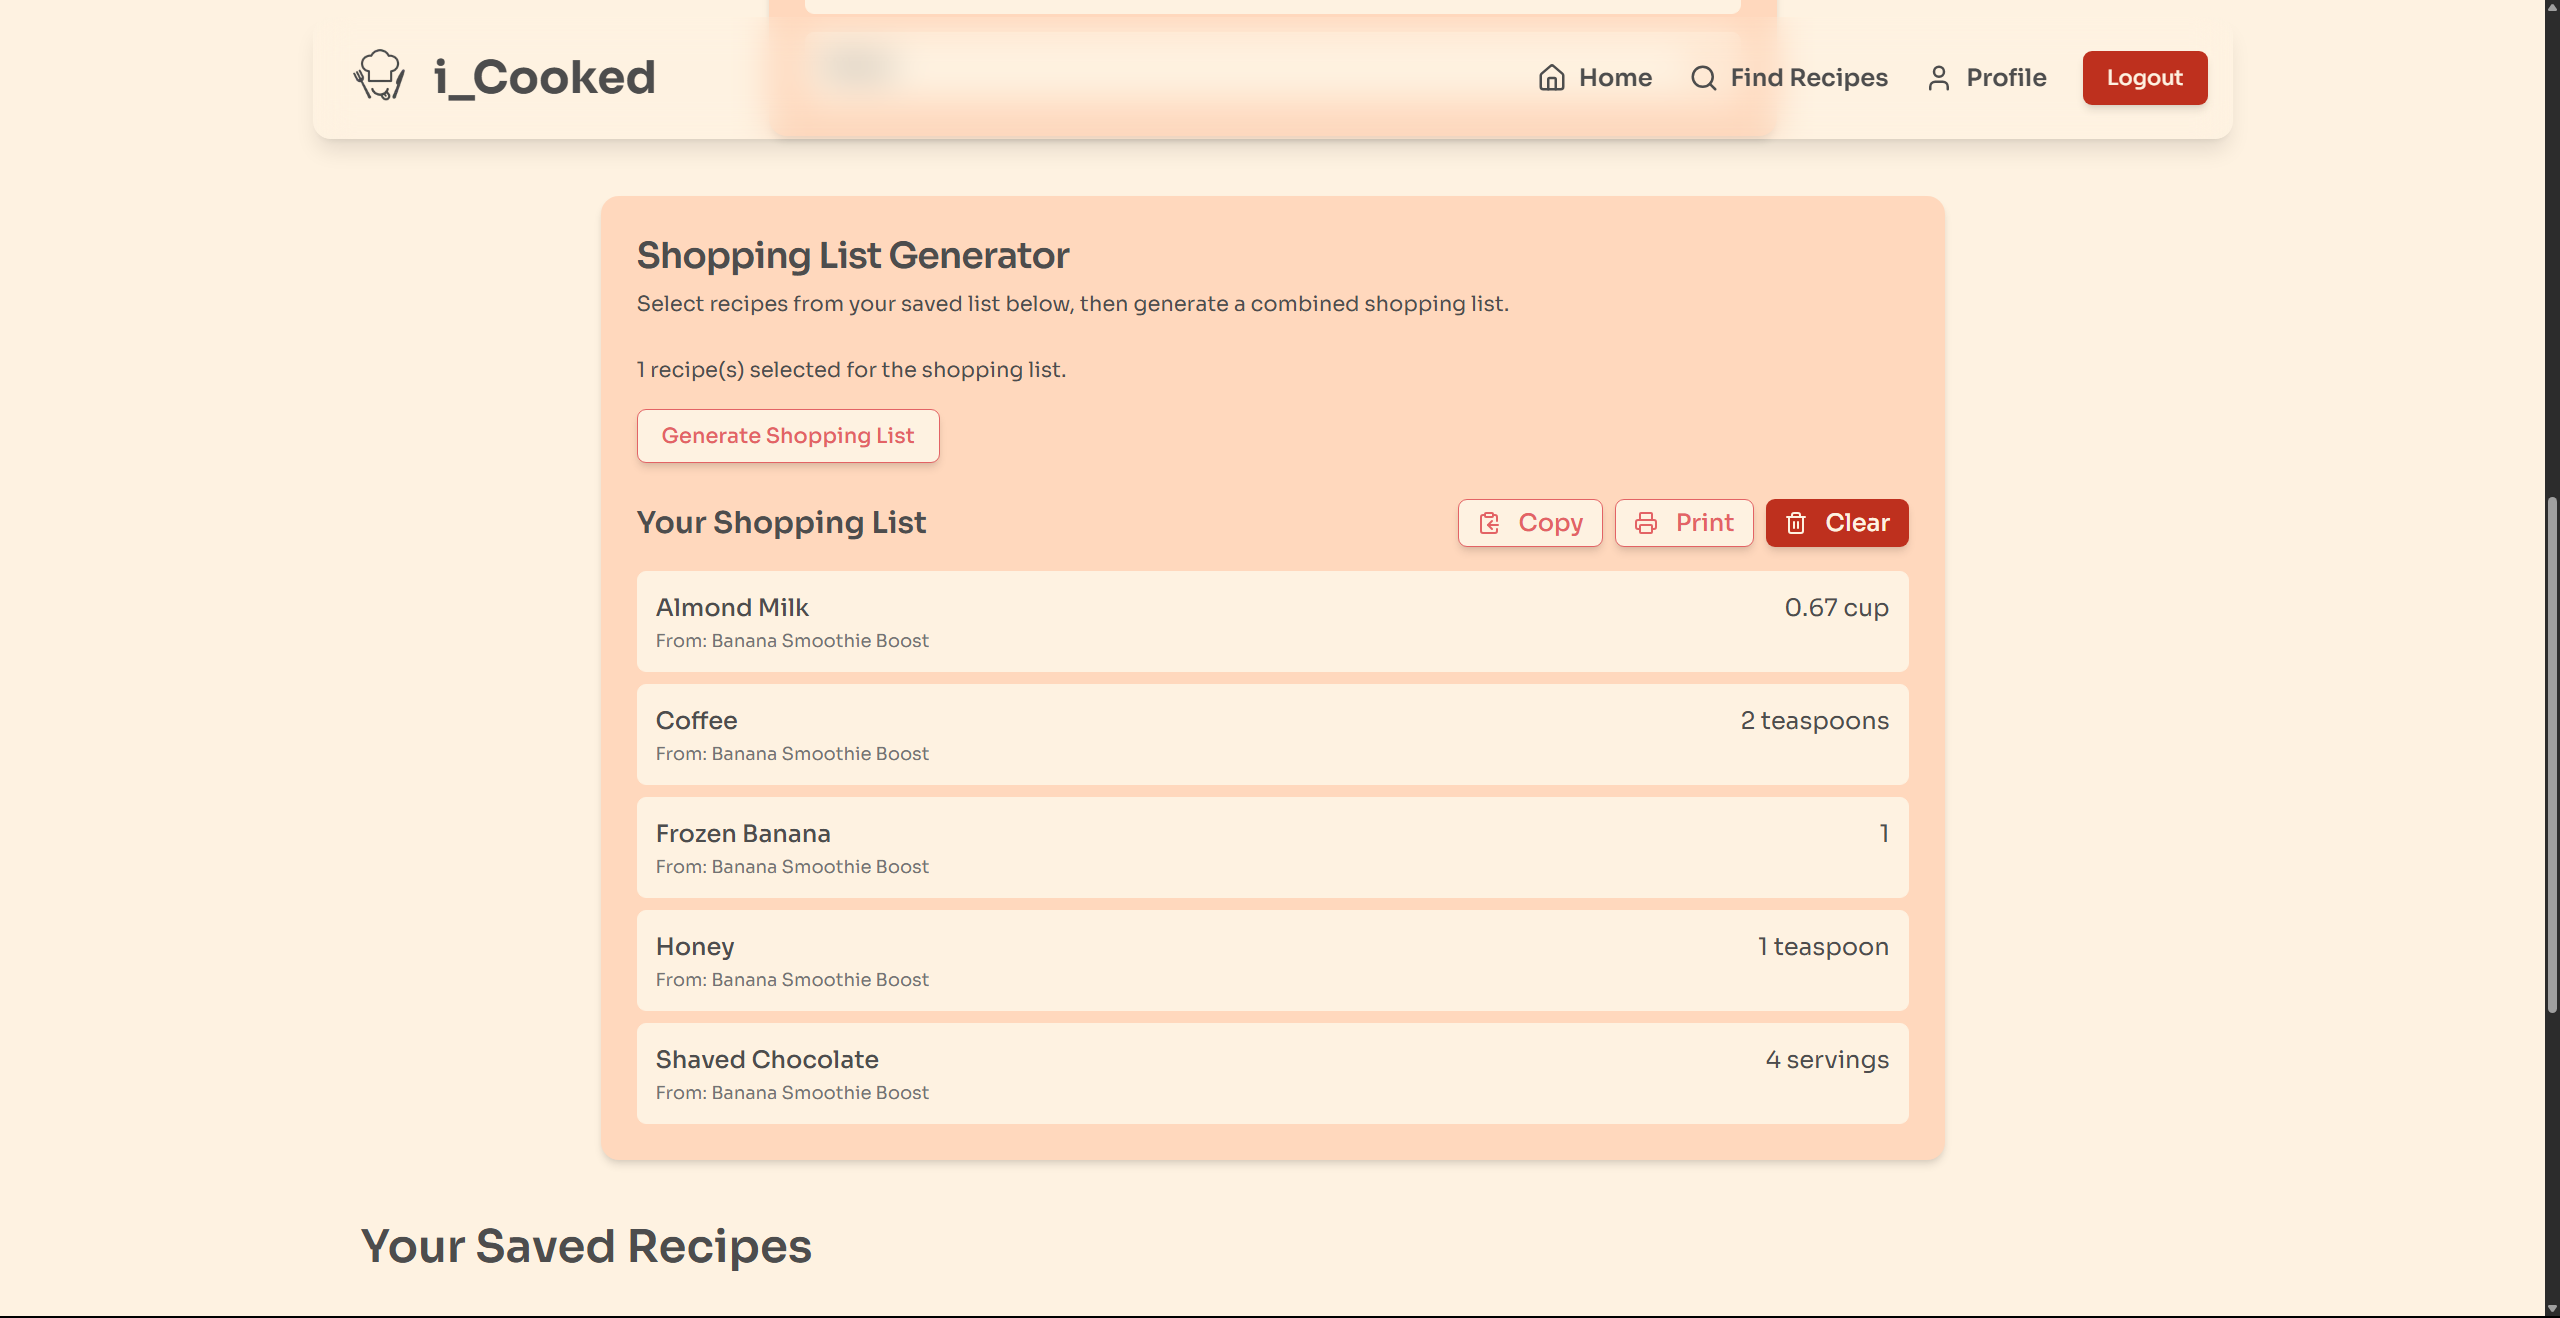 i_Cooked
Home
Find Recipes
Profile
Logout
Shopping List Generator
Select recipes from your saved list below, then generate a combined shopping list.
1 recipe(s) selected for the shopping list.
Generate Shopping List
Your Shopping List
Copy
Print
Clear
Almond Milk
0.67 cup
From: Banana Smoothie Boost
Coffee
2 teaspoons
From: Banana Smoothie Boost
Frozen Banana
1
From: Banana Smoothie Boost
Honey
1 teaspoon
From: Banana Smoothie Boost
Shaved Chocolate
4 servings
From: Banana Smoothie Boost
Your Saved Recipes